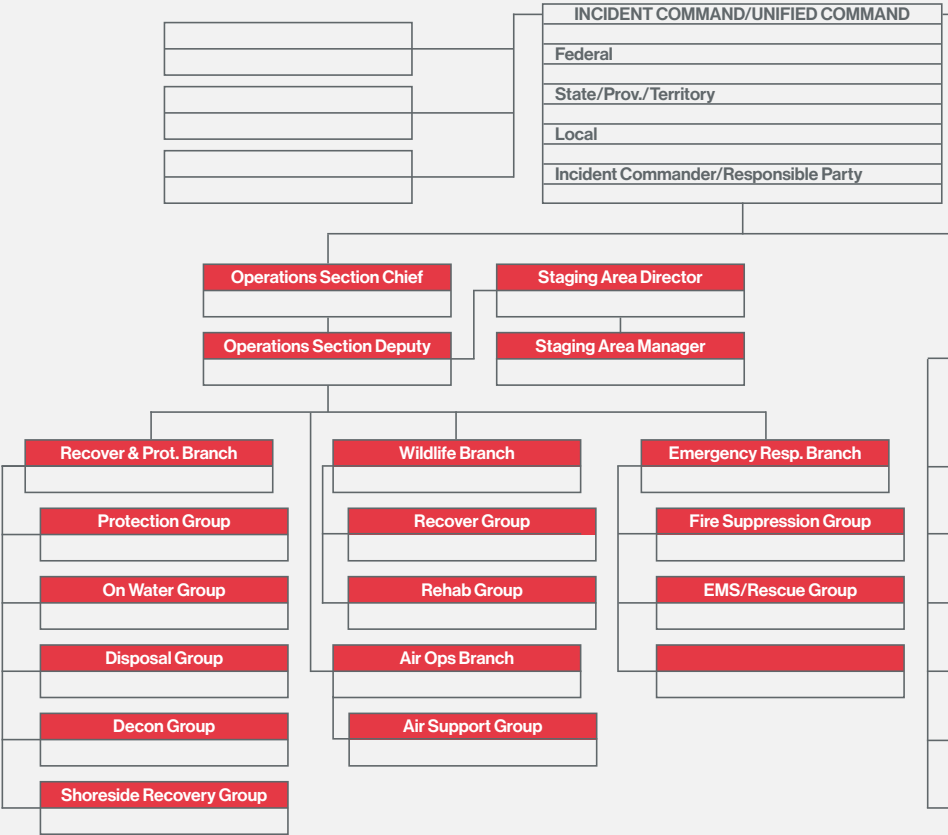 INCIDENT COMMAND/UNIFIED COMMAND
Federal
State/Prov./Territory
Local
Incident Commander/Responsible Party
Operations Section Chief
Staging Area Director
Operations Section Deputy
Staging Area Manager
Recover & Prot. Branch
Wildlife Branch
Emergency Resp. Branch
Protection Group
Recover Group
Fire Suppression Group
On Water Group
Rehab Group
EMS/Rescue Group
Disposal Group
Air Ops Branch
Decon Group
Air Support Group
Shoreside Recovery Group